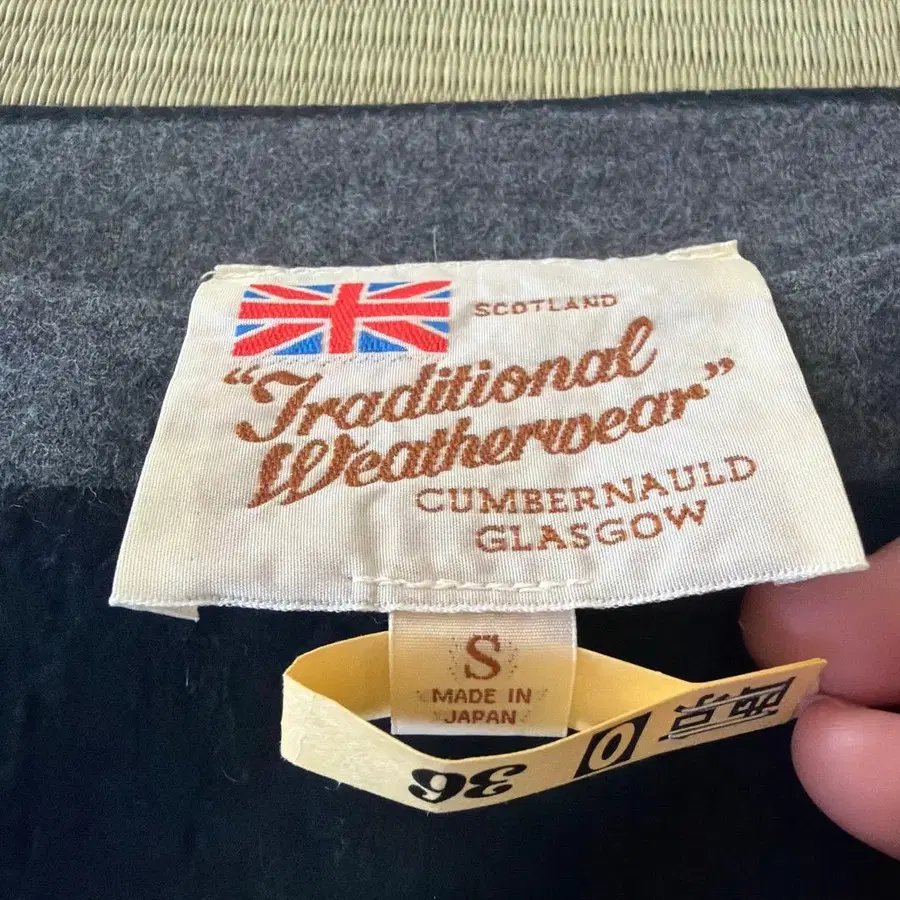 SCOTLAND
“Traditional
Weatherwear”
CUMBERNAULD
GLASGOW
S
MADE IN
JAPAN
36
0